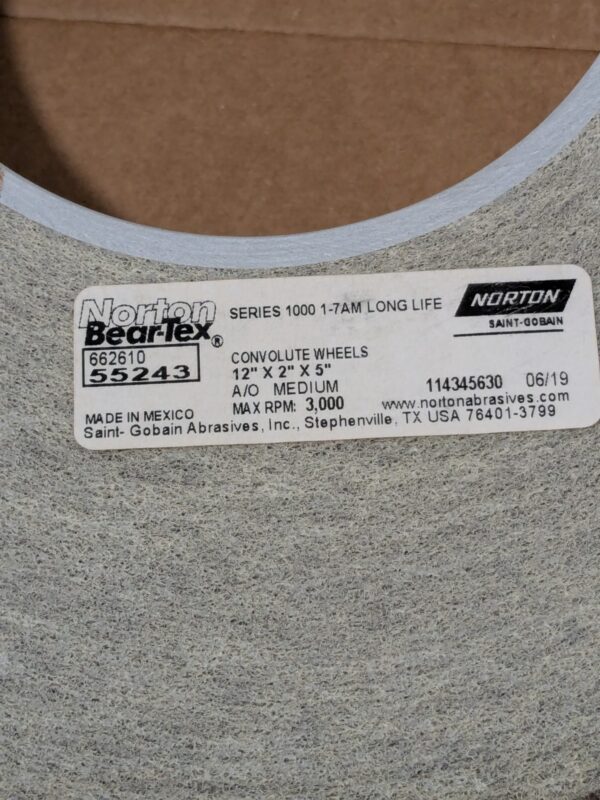 Norton
Bear-Tex®
SERIES 1000 1-7AM LONG LIFE
NORTON
SAINT-GOBAIN
662610
55243
CONVOLUTE WHEELS
12" X 2" X 5"
A/O MEDIUM
114345630 06/19
MAX RPM: 3,000
www.nortonabrasives.com
MADE IN MEXICO
Saint- Gobain Abrasives, Inc., Stephenville, TX USA 76401-3799